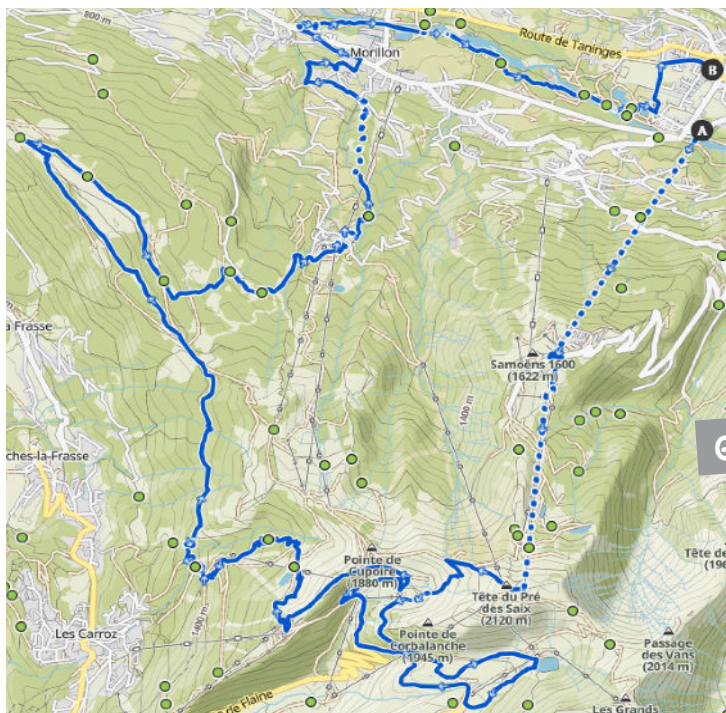 800 m
Route de Taninges
Morillon
B
A
la Frasse
Samoëns 1600
(1622 m)
1400 m
ches-la-Frasse
Pointe de
Cupoire
(1880 m)
Tête du Pré
des Saix
(2120 m)
Tête de
(196
Les Carroz
1400 m
Pointe de
Corbalanche
(1945 m)
Passage
des Vans
(2014 m)
de Flaine
Les Grands